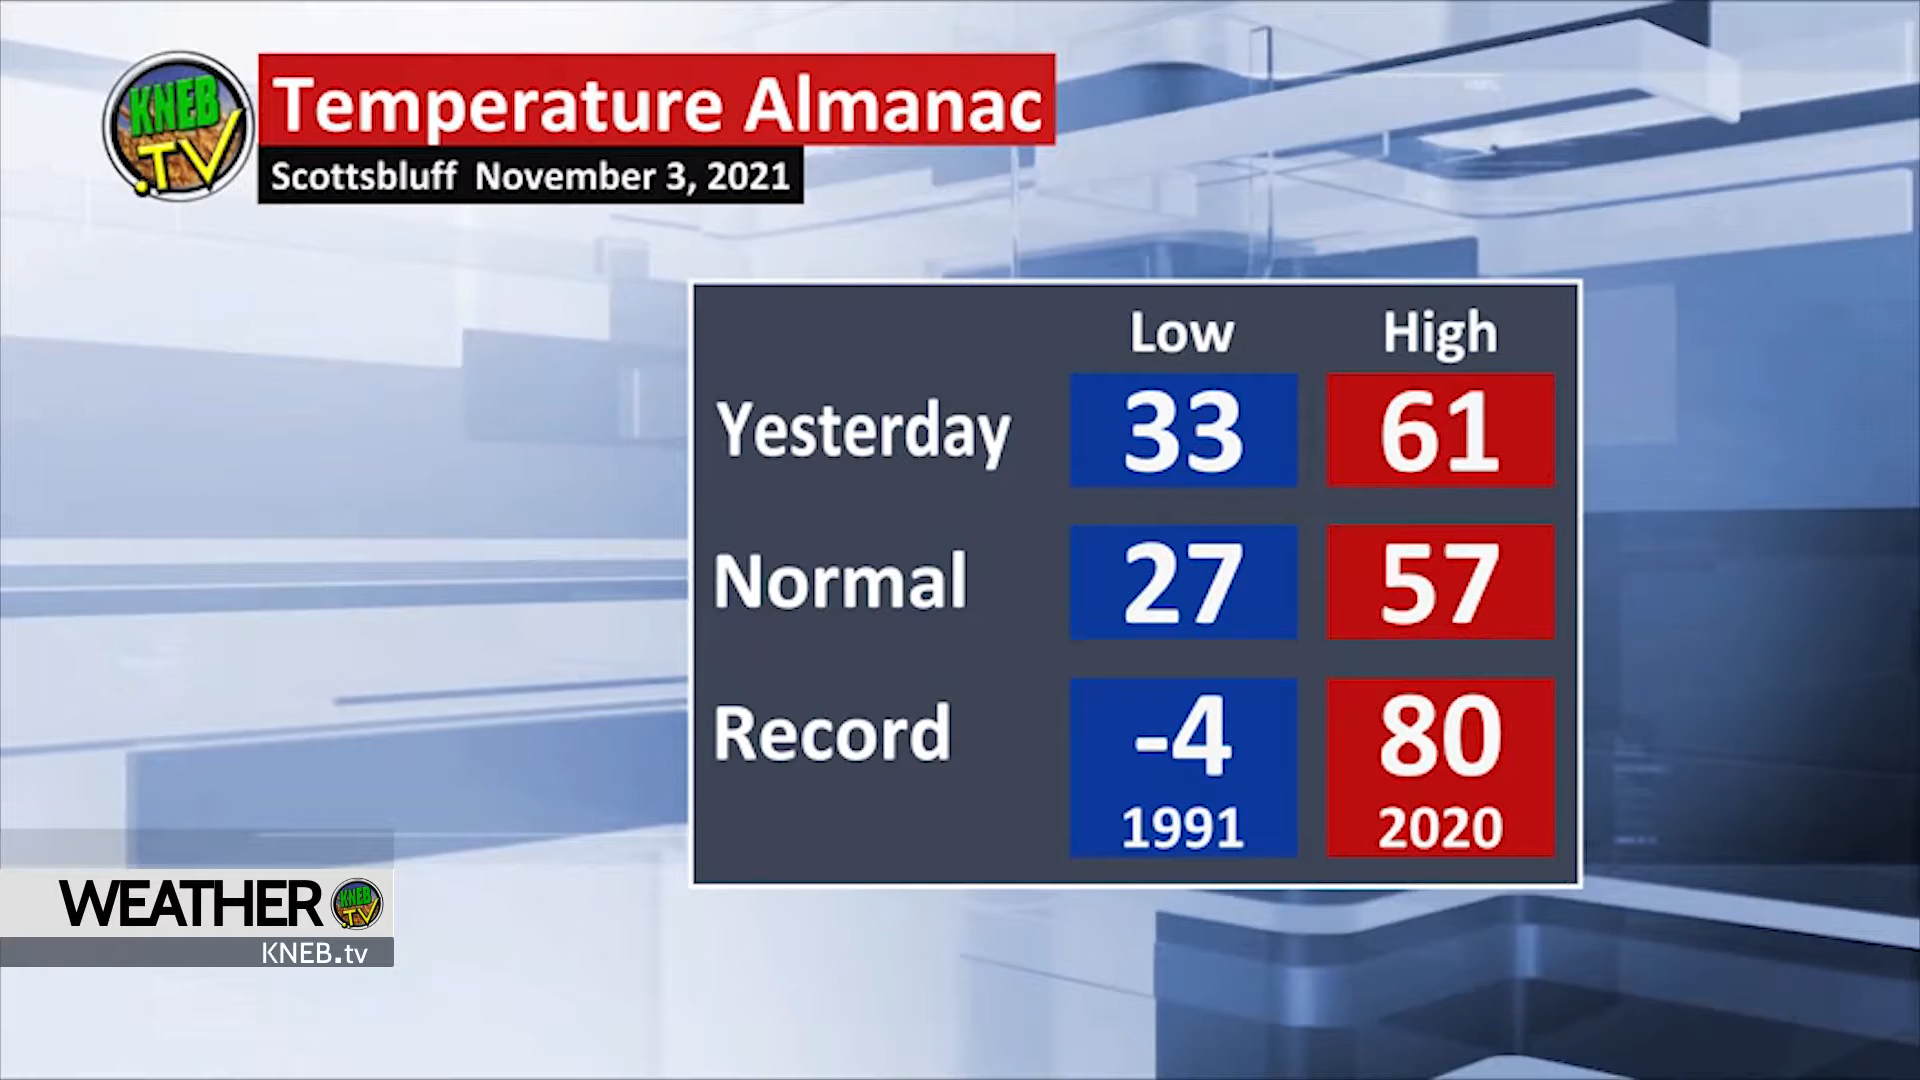 KNEB
.TV
Temperature Almanac
Scottsbluff November 3, 2021
Low High
Yesterday 33 61
Normal 27 57
Record -4 80
1991 2020
WEATHER KNEB .TV
KNEB.tv